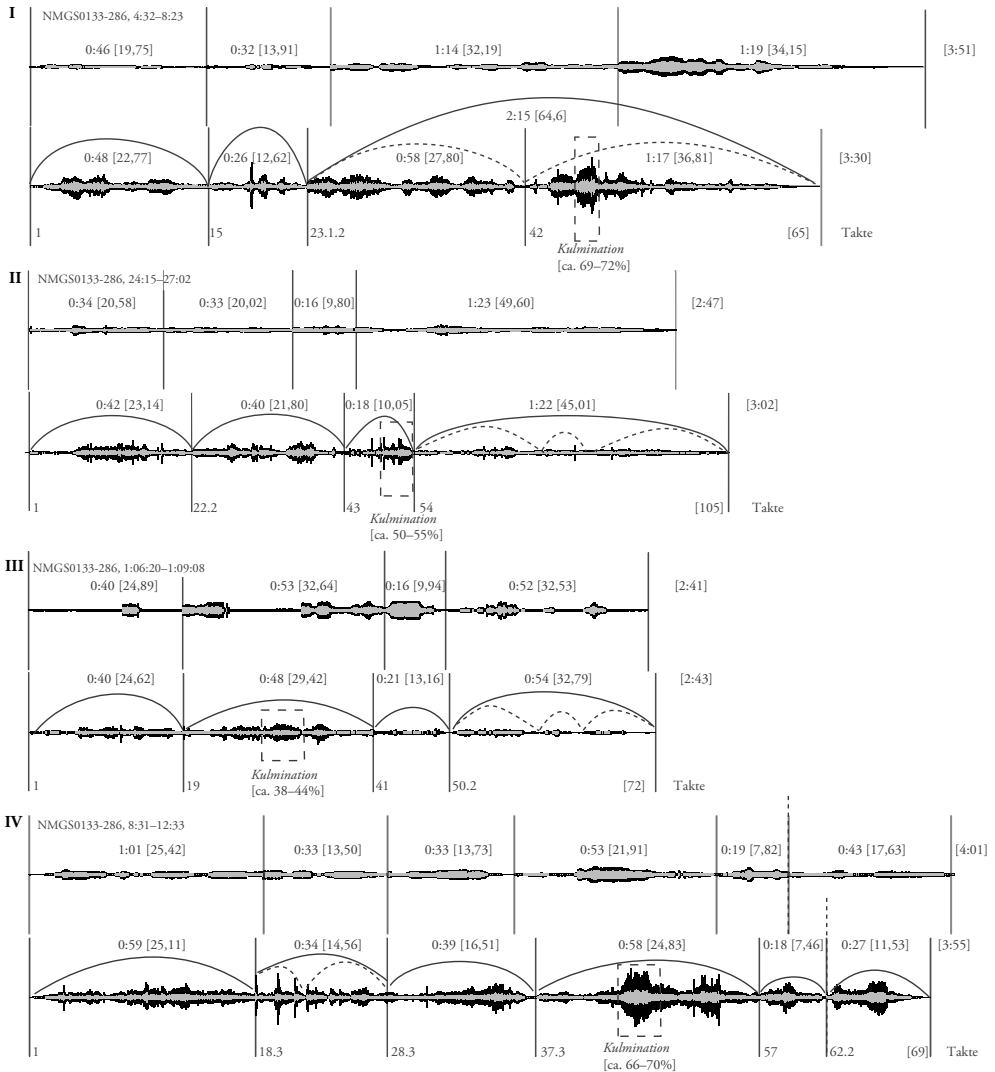 I
NMGS0133-286, 4:32–8:23
0:46 [19,75] 0:32 [13,91] 1:14 [32,19] 1:19 [34,15] [3:51]
2:15 [64,6]
0:48 [22,77] 0:26 [12,62] 0:58 [27,80] 1:17 [36,81] [3:30]
1 15 23.1.2 42 [65] Takte
Kulmination
[ca. 69–72%]
II
NMGS0133-286, 24:15–27:02
0:34 [20,58] 0:33 [20,02] 0:16 [9,80] 1:23 [49,60] [2:47]
0:42 [23,14] 0:40 [21,80] 0:18 [10,05] 1:22 [45,01] [3:02]
1 22.2 43 54 [105] Takte
Kulmination
[ca. 50–55%]
III
NMGS0133-286, 1:06:20–1:09:08
0:40 [24,89] 0:53 [32,64] 0:16 [9,94] 0:52 [32,53] [2:41]
0:40 [24,62] 0:48 [29,42] 0:21 [13,16] 0:54 [32,79] [2:43]
1 19 41 50.2 [72] Takte
Kulmination
[ca. 38–44%]
IV
NMGS0133-286, 8:31–12:33
1:01 [25,42] 0:33 [13,50] 0:33 [13,73] 0:53 [21,91] 0:19 [7,82] 0:43 [17,63] [4:01]
0:59 [25,11] 0:34 [14,56] 0:39 [16,51] 0:58 [24,83] 0:18 [7,46] 0:27 [11,53] [3:55]
1 18.3 28.3 37.3 57 62.2 [69] Takte
Kulmination
[ca. 66–70%]